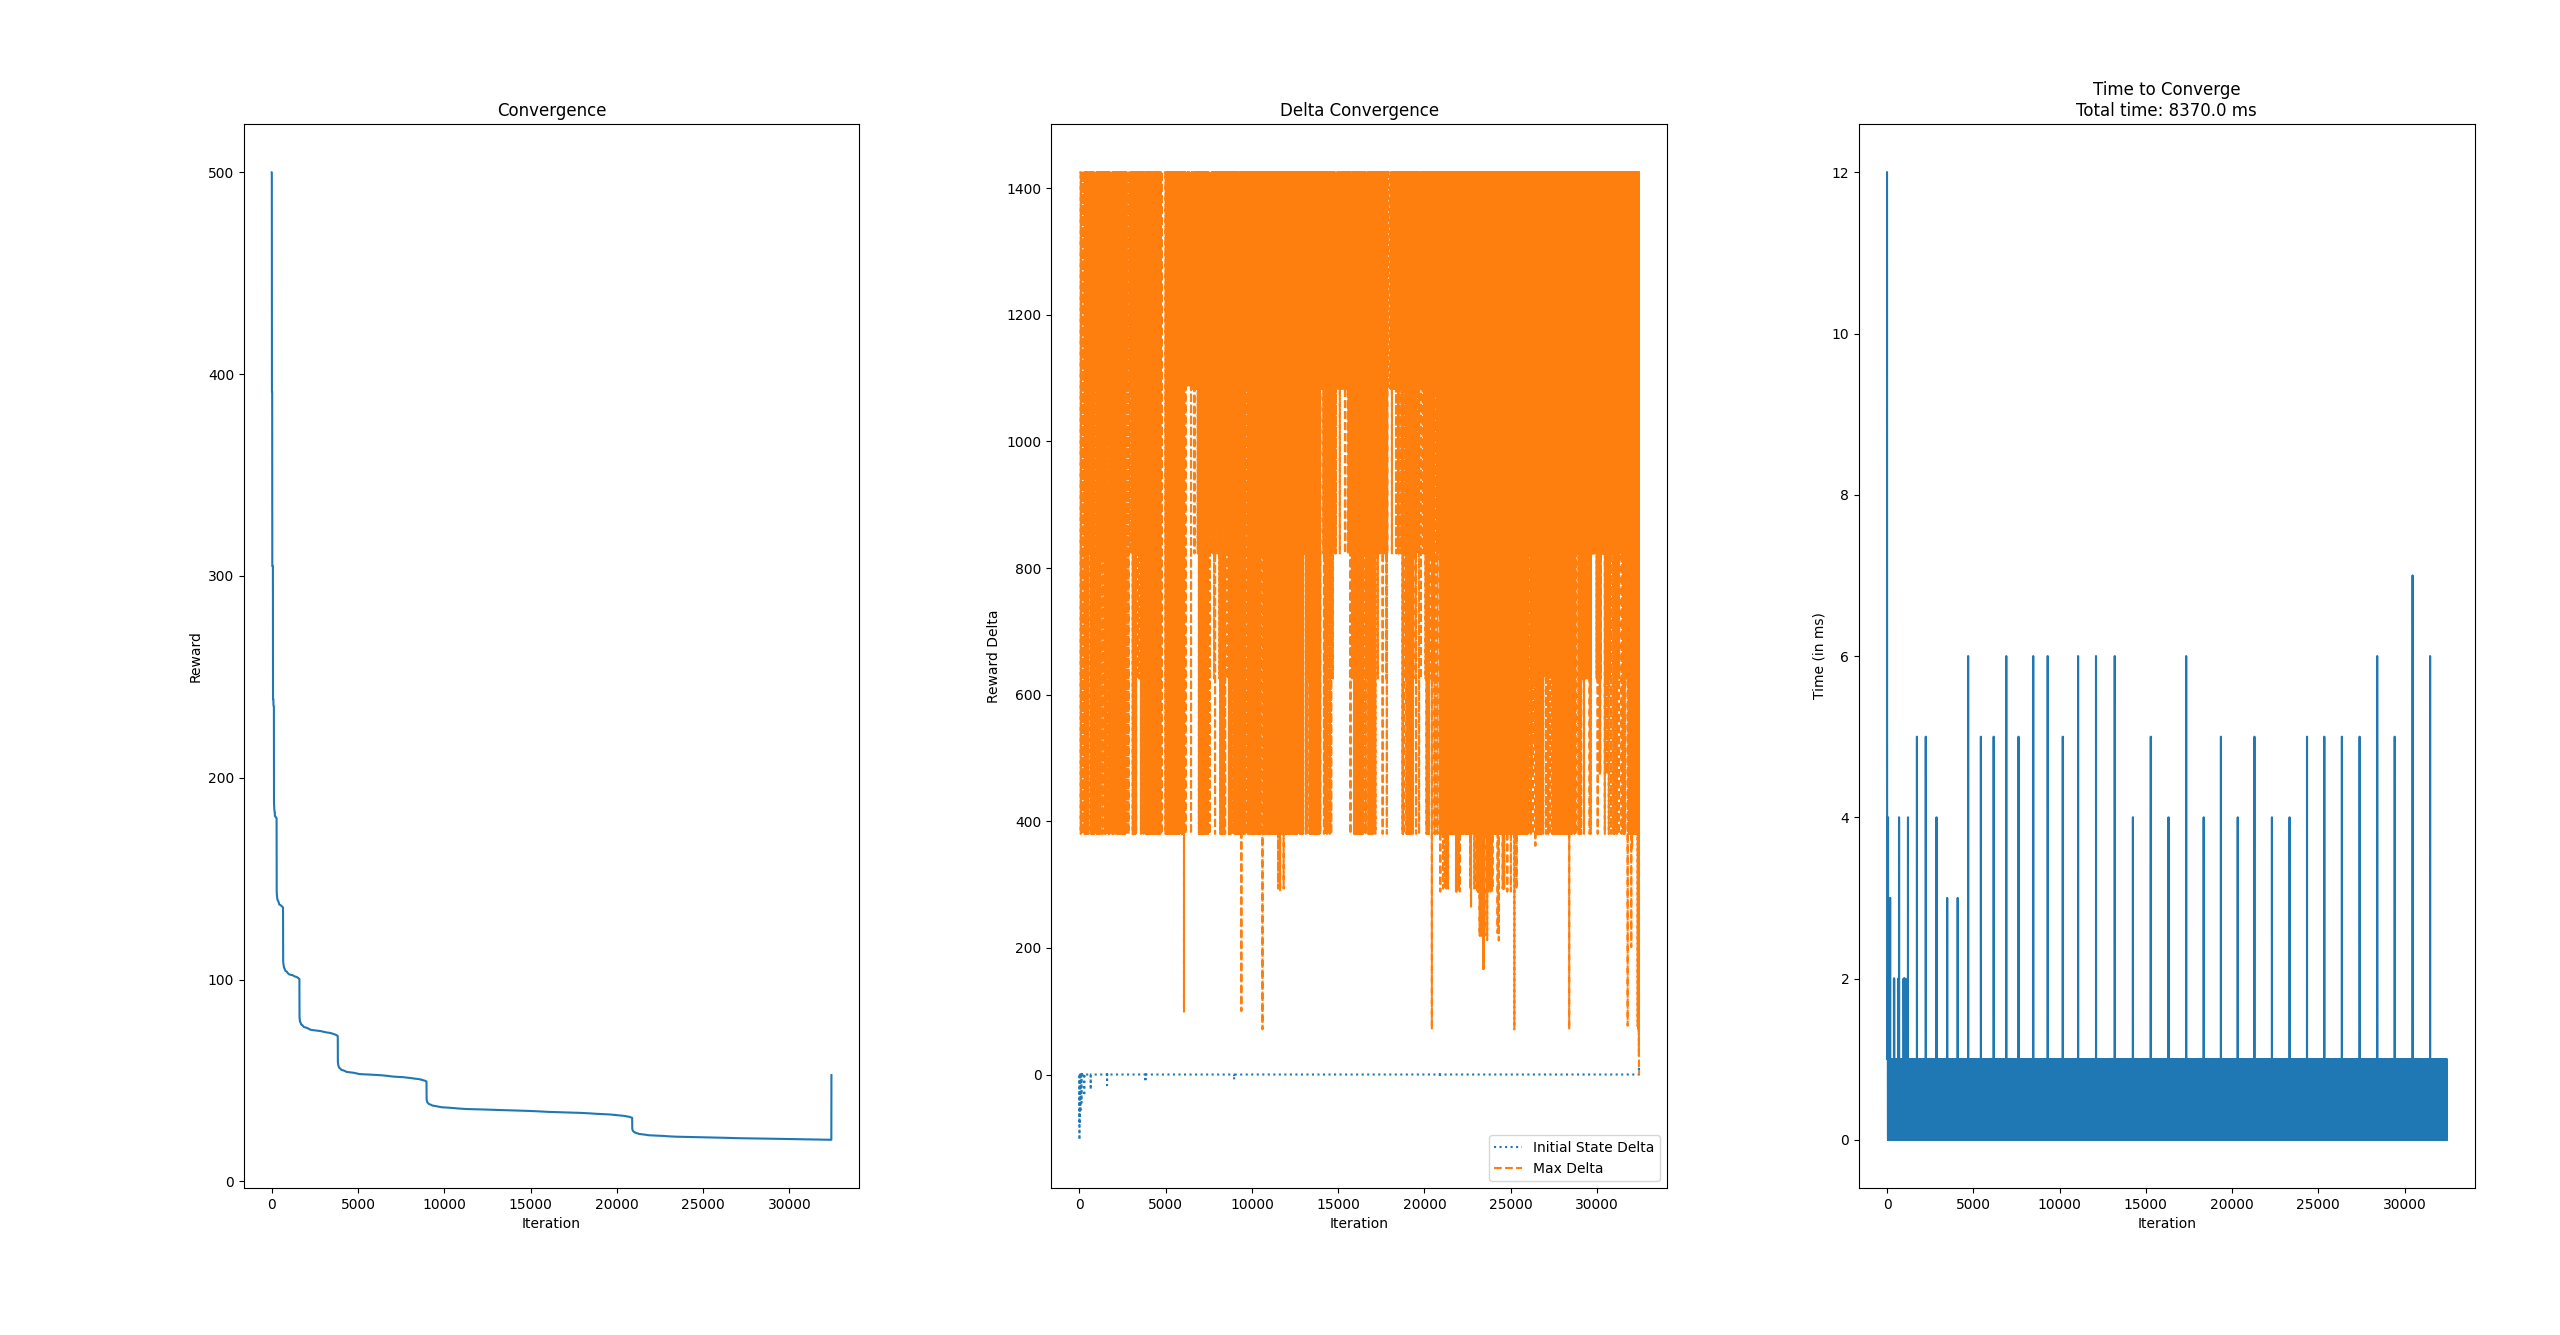 Convergence
Reward
500
400
300
200
100
0
0 5000 10000 15000 20000 25000 30000
Iteration
Delta Convergence
Reward Delta
1400
1200
1000
800
600
400
200
0
Initial State Delta
Max Delta
0 5000 10000 15000 20000 25000 30000
Iteration
Time to Converge
Total time: 8370.0 ms
Time (in ms)
12
10
8
6
4
2
0
0 5000 10000 15000 20000 25000 30000
Iteration